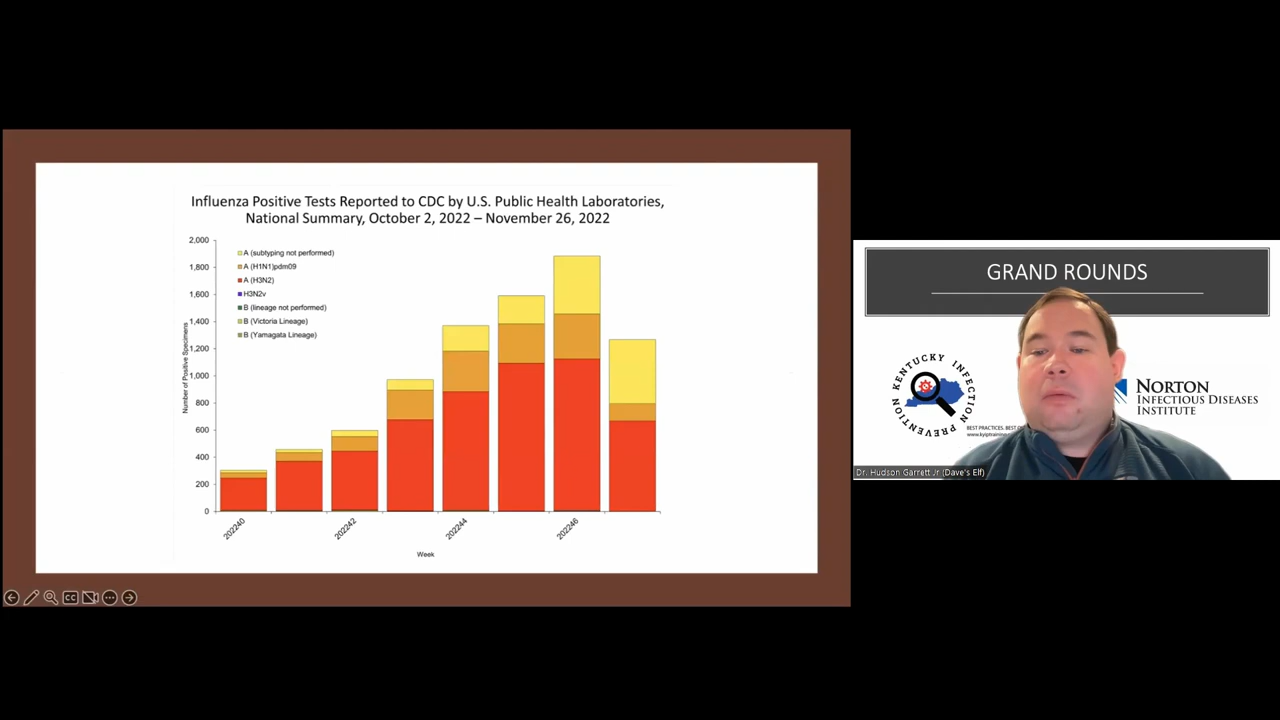 Influenza Positive Tests Reported to CDC by U.S. Public Health Laboratories,
National Summary, October 2, 2022 – November 26, 2022
2,000
1,800
1,600
1,400
1,200
1,000
800
600
400
200
0
Number of Positive Specimens
A (subtyping not performed)
A (H1N1)pdm09
A (H3N2)
H3N2v
B (lineage not performed)
B (Victoria Lineage)
B (Yamagata Lineage)
202240
202242
202244
202246
Week
CC
GRAND ROUNDS
KENTUCKY INFECTION PREVENTION
BEST PRACTICES.
NORTON
INFECTIOUS DISEASES
INSTITUTE
Dr. Hudson Garrett Jr (Dave's Elf)